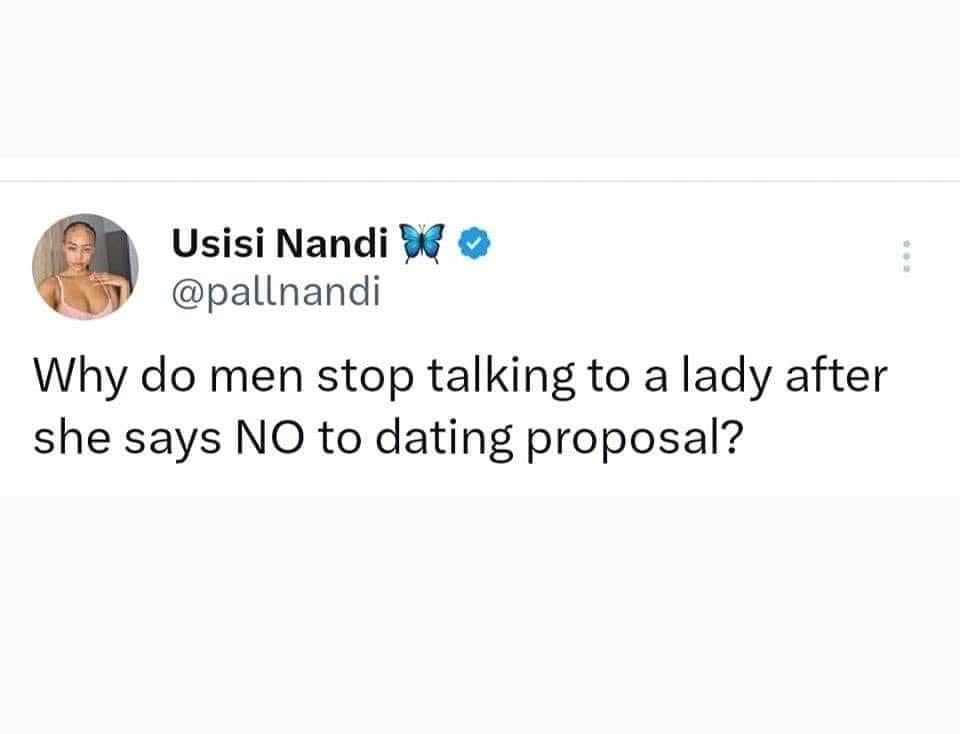 Usisi Nandi 🦋
@pallnandi
Why do men stop talking to a lady after
she says NO to dating proposal?